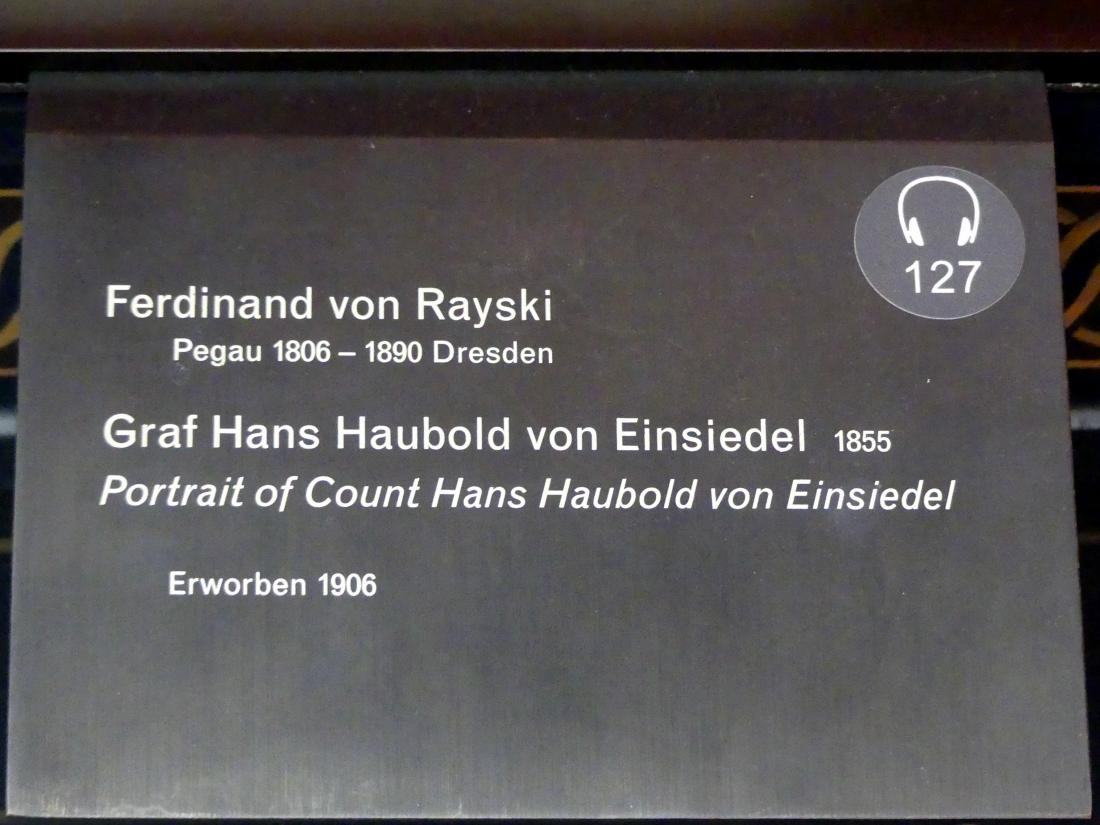 127
Ferdinand von Rayski
Pegau 1806 – 1890 Dresden
Graf Hans Haubold von Einsiedel 1855
Portrait of Count Hans Haubold von Einsiedel
Erworben 1906